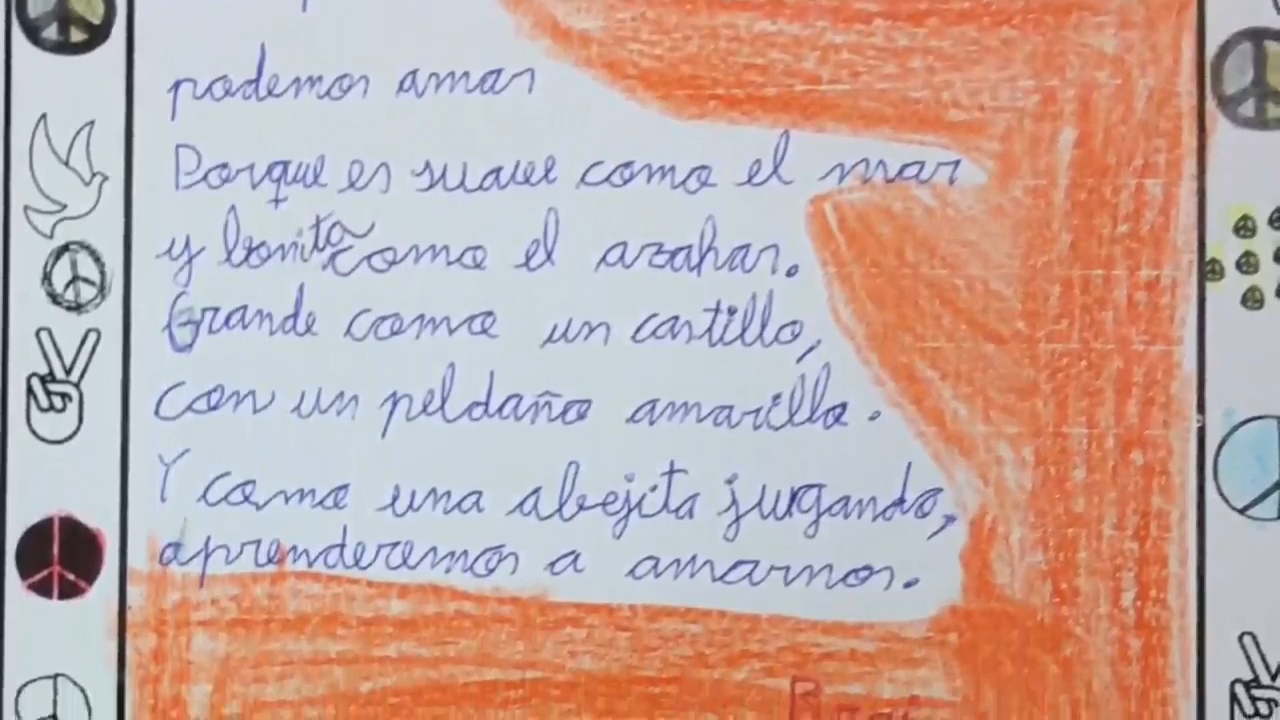 podemos amar
Porque es suave como el mar
y bonita como el azahar.
Grande como un castillo,
con un peldaño amarillo.
Y como una abejita jurgando,
aprenderemos a amarnos.